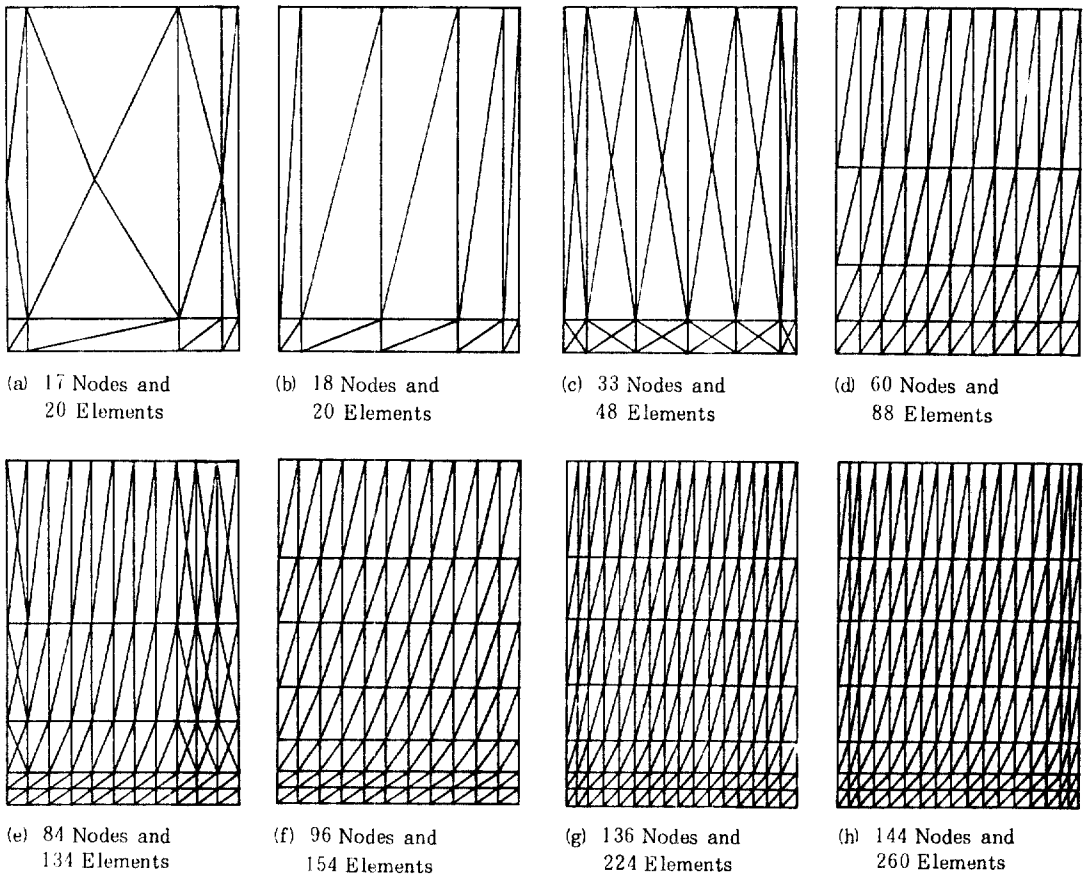 (a) 17 Nodes and
20 Elements
(b) 18 Nodes and
20 Elements
(c) 33 Nodes and
48 Elements
(d) 60 Nodes and
88 Elements
(e) 84 Nodes and
134 Elements
(f) 96 Nodes and
154 Elements
(g) 136 Nodes and
224 Elements
(h) 144 Nodes and
260 Elements